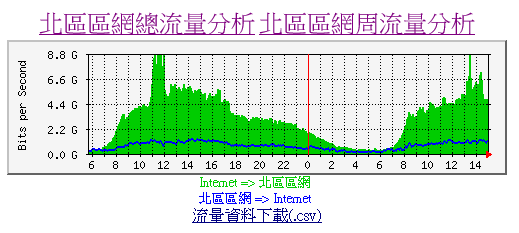 北區區網總流量分析 北區區網周流量分析
Bits per Second
8.8 G
6.6 G
4.4 G
2.2 G
0.0 G
6 8 10 12 14 16 18 20 22 0 2 4 6 8 10 12 14
Internet => 北區區網
北區區網 => Internet
流量資料下載(.csv)